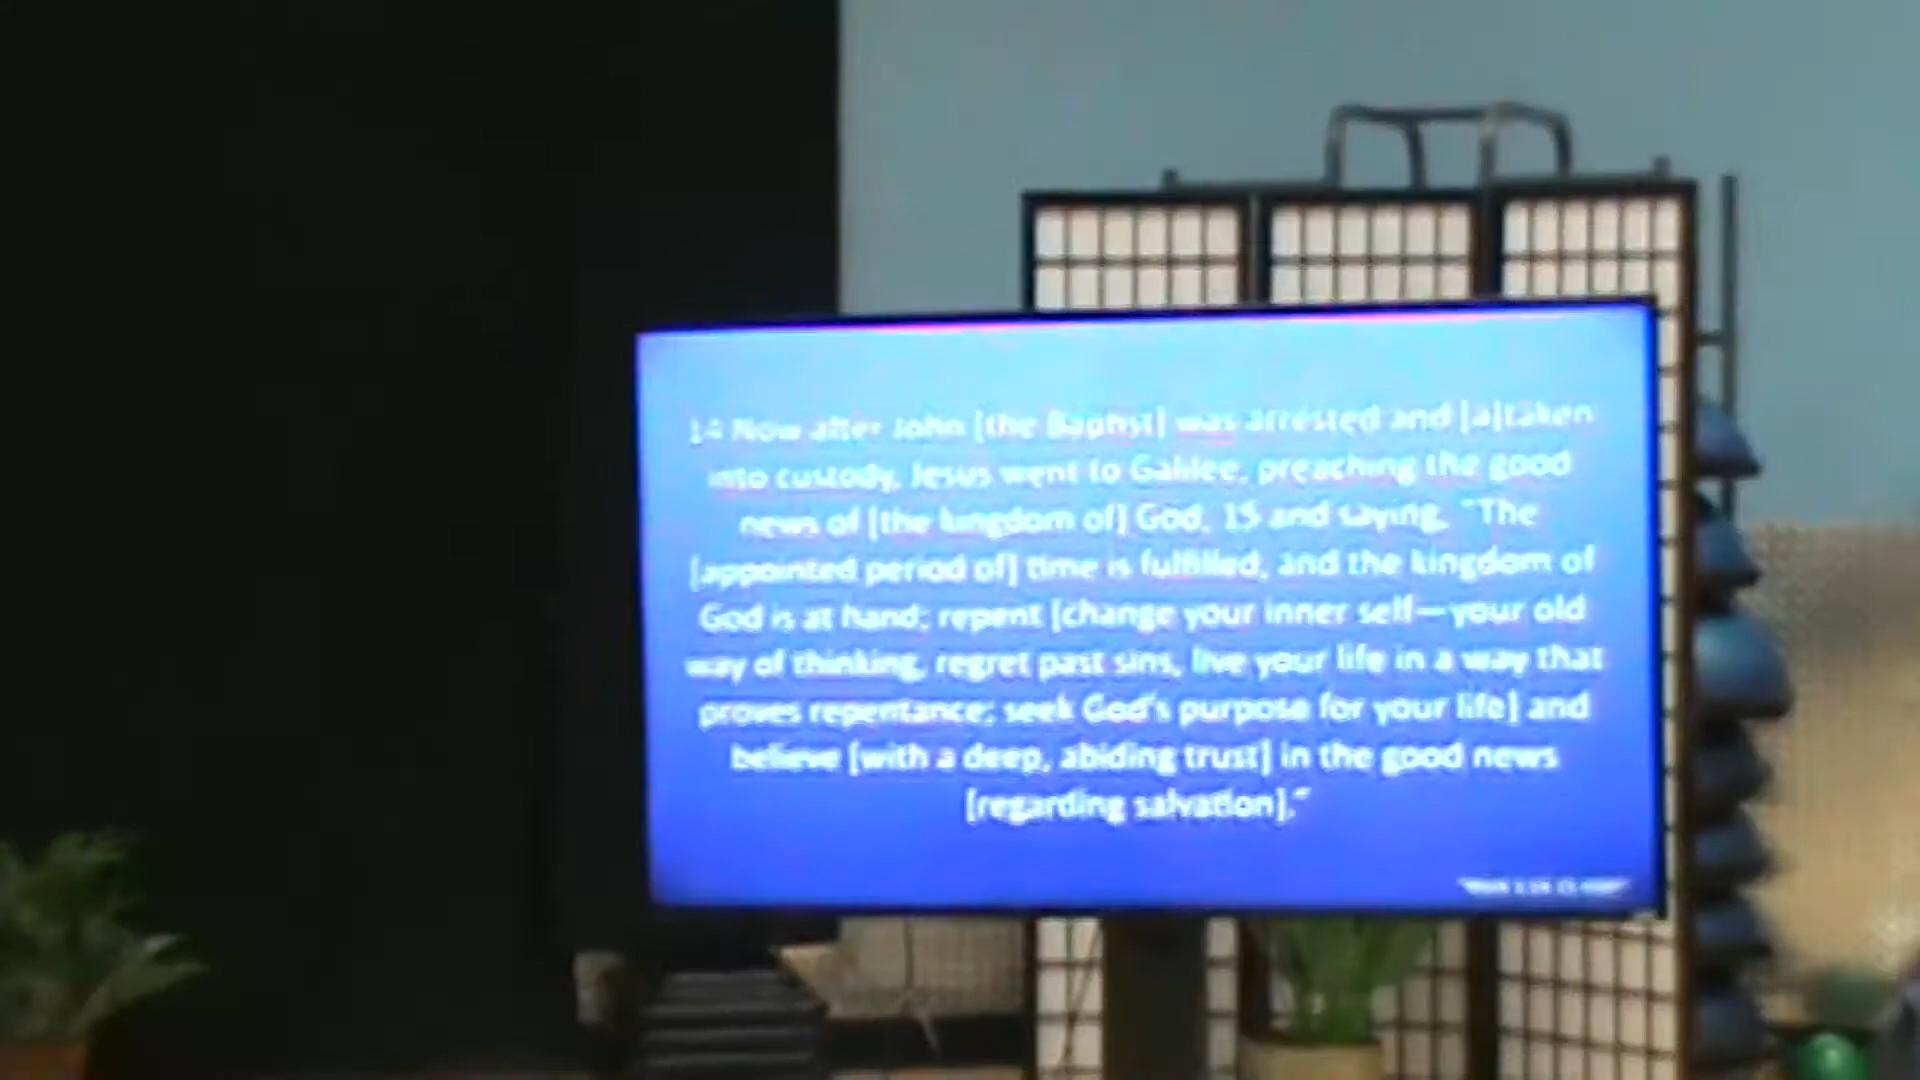 14 Now after John [the Baptist] was arrested and [a]taken
into custody, Jesus went to Galilee, preaching the good
news of [the kingdom of] God, 15 and saying, "The
[appointed period of] time is fulfilled, and the kingdom of
God is at hand; repent [change your inner self—your old
way of thinking, regret past sins, live your life in a way that
proves repentance; seek God's purpose for your life] and
believe [with a deep, abiding trust] in the good news
[regarding salvation]."